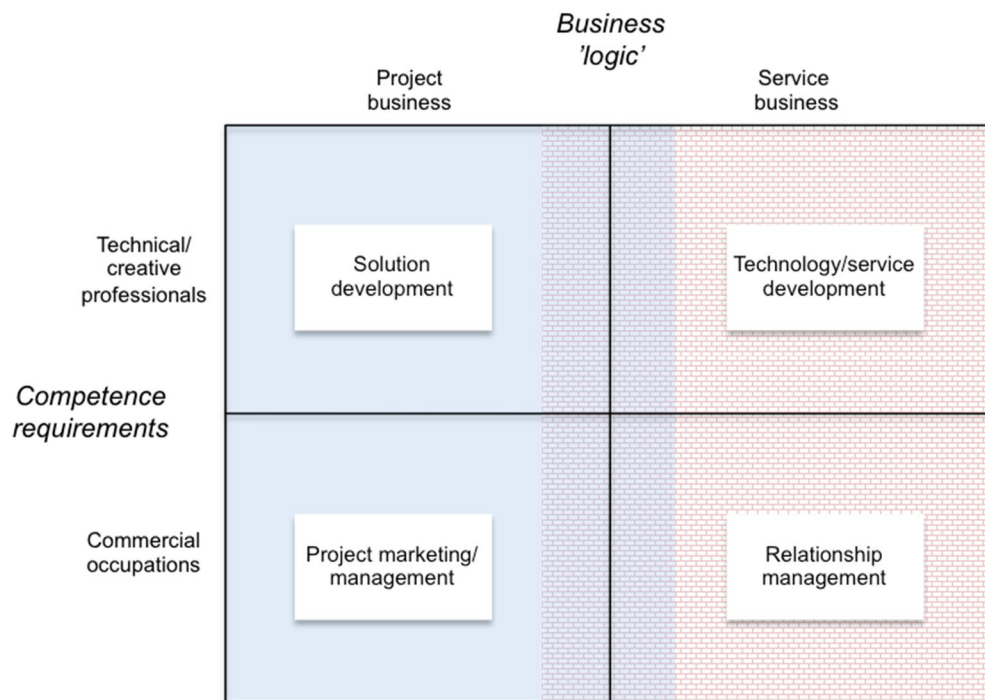 Business
’logic’
Project
business
Service
business
Technical/
creative
professionals
Solution
development
Technology/service
development
Competence
requirements
Commercial
occupations
Project marketing/
management
Relationship
management